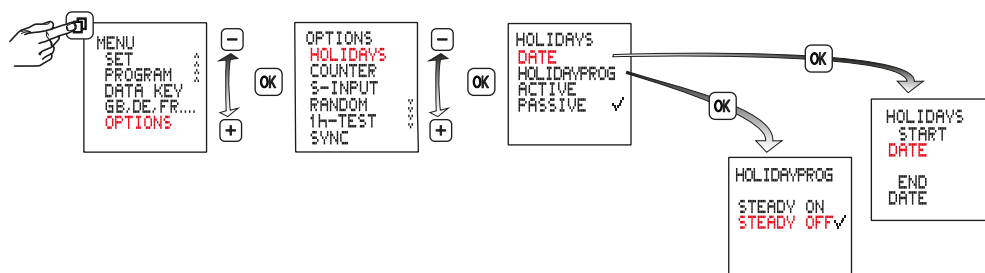 MENU
SET
PROGRAM
DATA KEY
GB,DE,FR....
OPTIONS
−
+
OK
OPTIONS
HOLIDAYS
COUNTER
S-INPUT
RANDOM
1h-TEST
SYNC
−
+
OK
HOLIDAYS
DATE
HOLIDAYPROG
ACTIVE
PASSIVE ✓
OK
OK
HOLIDAYPROG
STEADY ON
STEADY OFF✓
HOLIDAYS
START
DATE
END
DATE